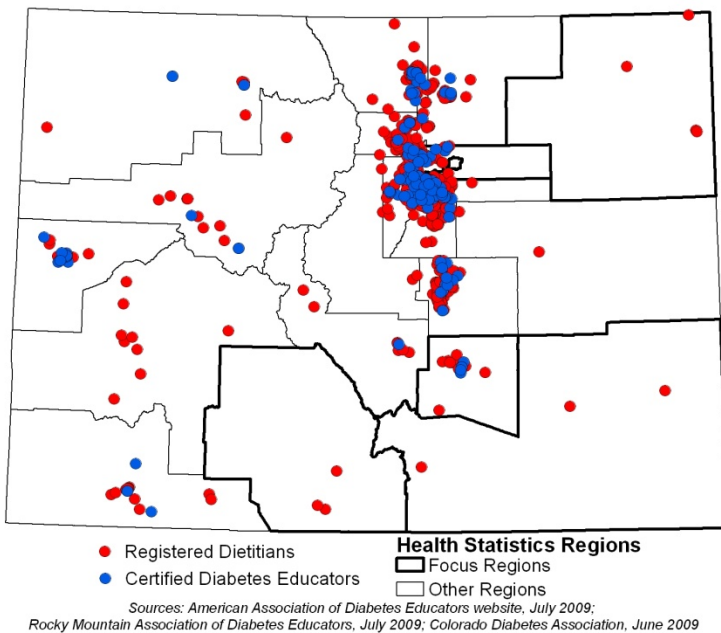 Registered Dietitians
Certified Diabetes Educators
Health Statistics Regions
Focus Regions
Other Regions
Sources: American Association of Diabetes Educators website, July 2009;
Rocky Mountain Association of Diabetes Educators, July 2009; Colorado Diabetes Association, June 2009